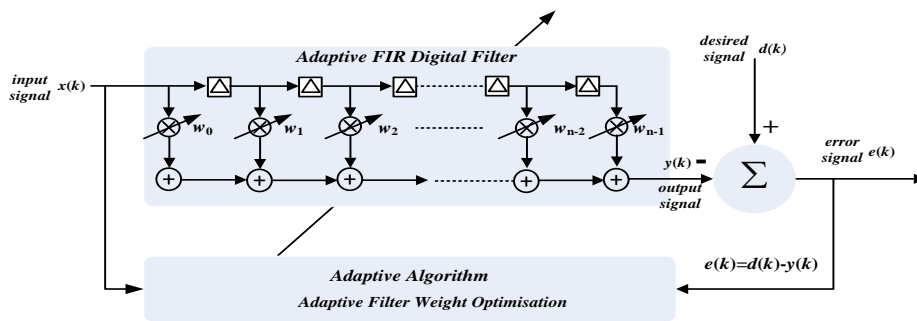 Adaptive FIR Digital Filter
desired
signal d(k)
input
signal x(k)
w0
w1
w2
wn-2
wn-1
+
error
signal e(k)
y(k) -
output
signal
Σ
+ + + + +
e(k)=d(k)-y(k)
Adaptive Algorithm
Adaptive Filter Weight Optimisation